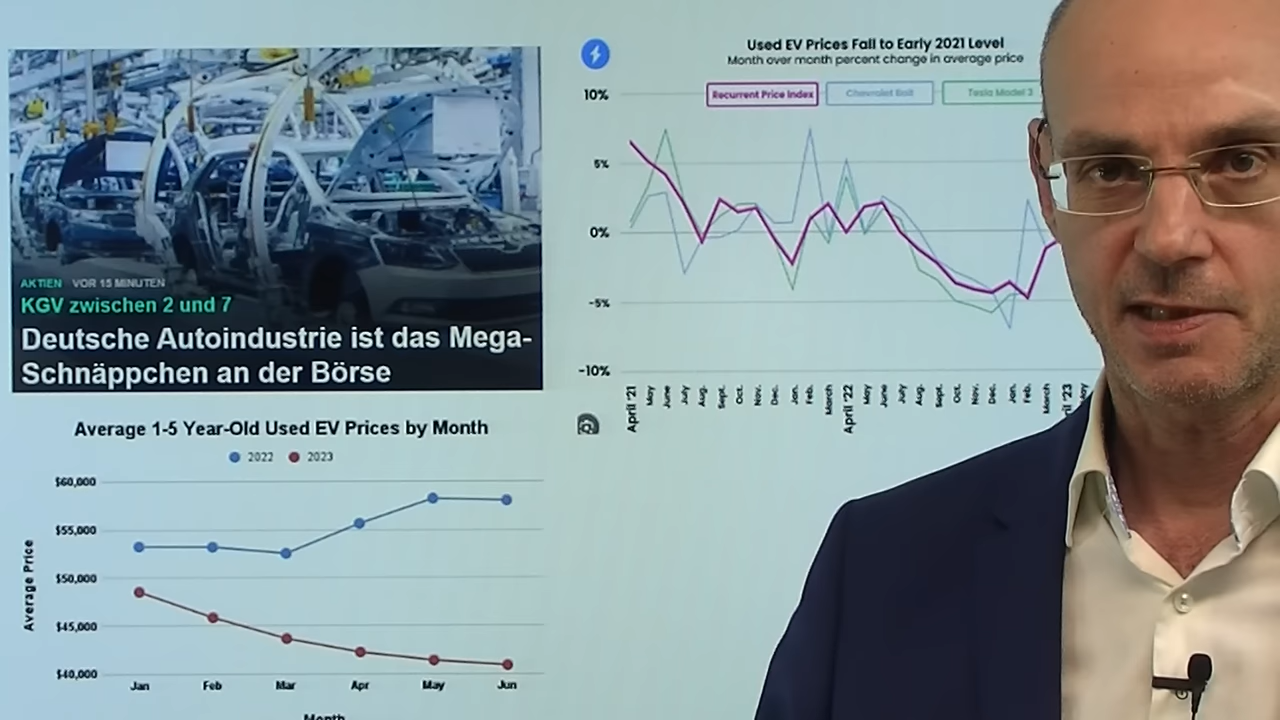 AKTIEN VOR 15 MINUTEN
KGV zwischen 2 und 7
Deutsche Autoindustrie ist das Mega-
Schnäppchen an der Börse
Average 1-5 Year-Old Used EV Prices by Month
2022 2023
$60,000
$55,000
$50,000
$45,000
$40,000
Average Price
Jan Feb Mar Apr May Jun
Month
Used EV Prices Fall to Early 2021 Level
Month over month percent change in average price
Recurrent Price Index Chevrolet Bolt Tesla Model 3
10%
5%
0%
-5%
-10%
April '21 May June July Aug. Sept. Oct. Nov. Dec. Jan. Feb. March April '22 May June July Aug. Sept. Oct. Nov. Dec. Jan. Feb. March